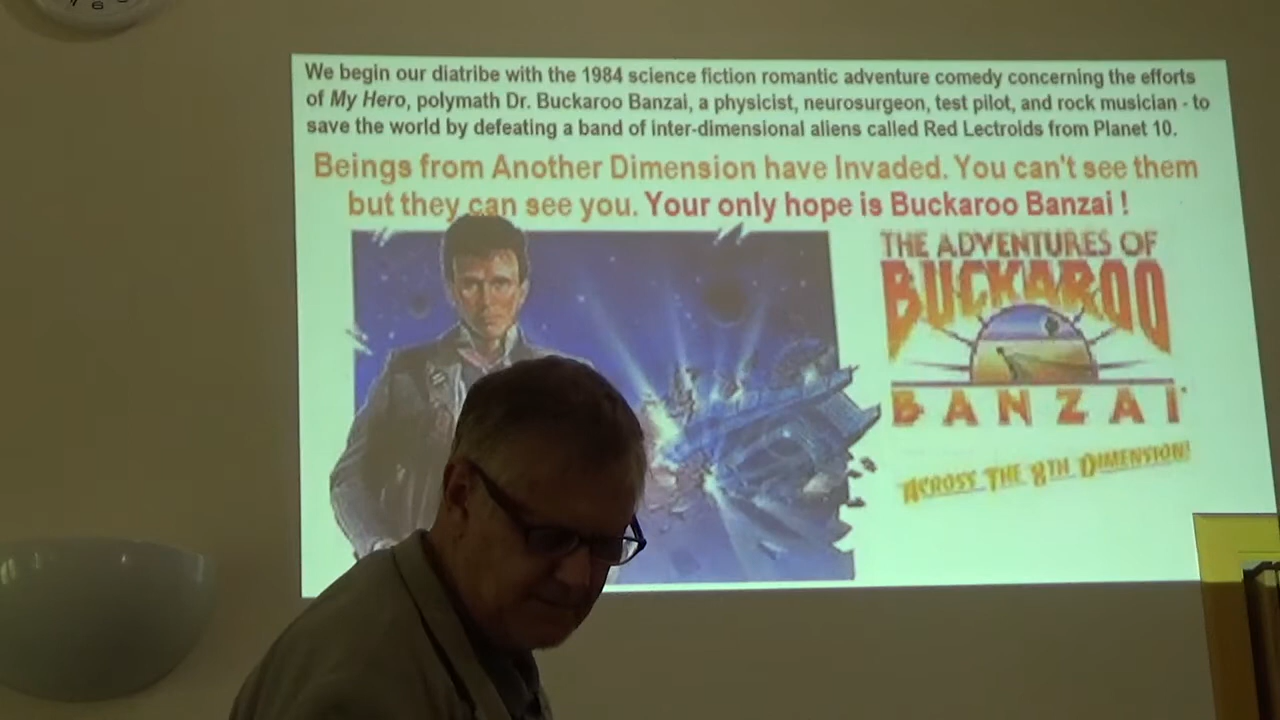 6
We begin our diatribe with the 1984 science fiction romantic adventure comedy concerning the efforts
of My Hero, polymath Dr. Buckaroo Banzai, a physicist, neurosurgeon, test pilot, and rock musician - to
save the world by defeating a band of inter-dimensional aliens called Red Lectroids from Planet 10.
Beings from Another Dimension have Invaded. You can't see them
but they can see you. Your only hope is Buckaroo Banzai !
THE ADVENTURES OF
BUCKAROO
BANZAI
ACROSS THE 8TH DIMENSION!